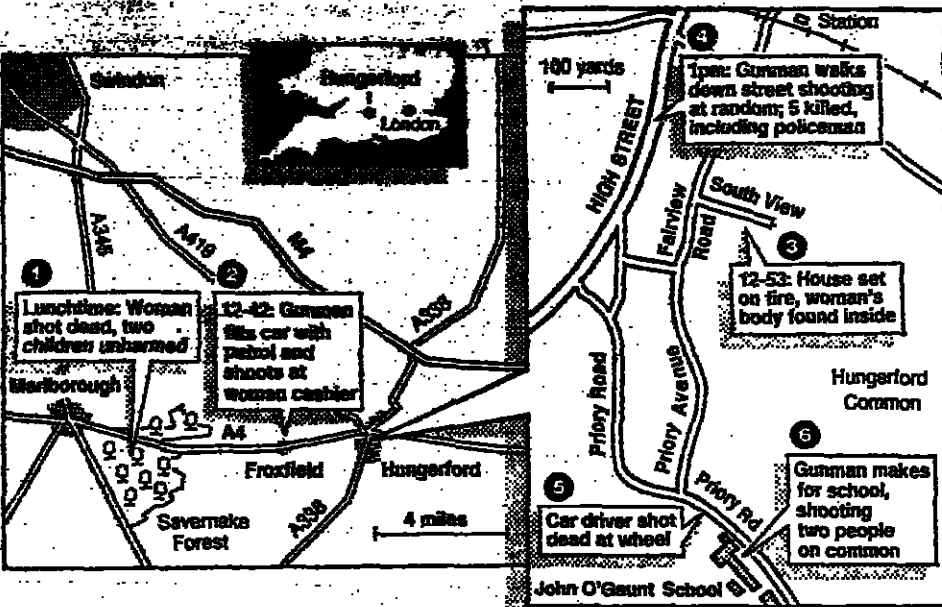 Swindon
Hungerford
London
A345
A419
M4
A338
1
Lunchtime: Woman
shot dead, two
children unharmed
2
12-42: Gunman
fills car with
petrol and
shoots at
woman cashier
Marlborough
A4
Froxfield
Hungerford
Savernake
Forest
A338
4 miles
Station
100 yards
HIGH STREET
4
1pm: Gunman walks
down street shooting
at random; 5 killed,
including policeman
Fairview
Road
South View
3
12-53: House set
on fire, woman's
body found inside
Priory Road
Priory Avenue
Hungerford
Common
5
Car driver shot
dead at wheel
Priory Rd
6
Gunman makes
for school,
shooting
two people
on common
John O'Gaunt School